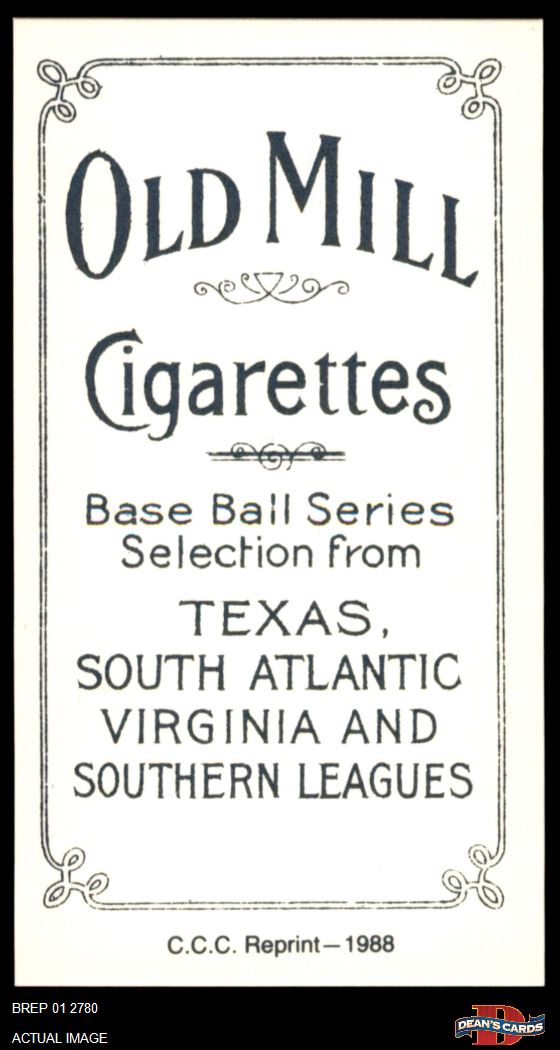 OLD MILL
Cigarettes
Base Ball Series
Selection from
TEXAS,
SOUTH ATLANTIC
VIRGINIA AND
SOUTHERN LEAGUES
C.C.C. Reprint—1988
BREP 01 2780
ACTUAL IMAGE
D
DEAN'S CARDS